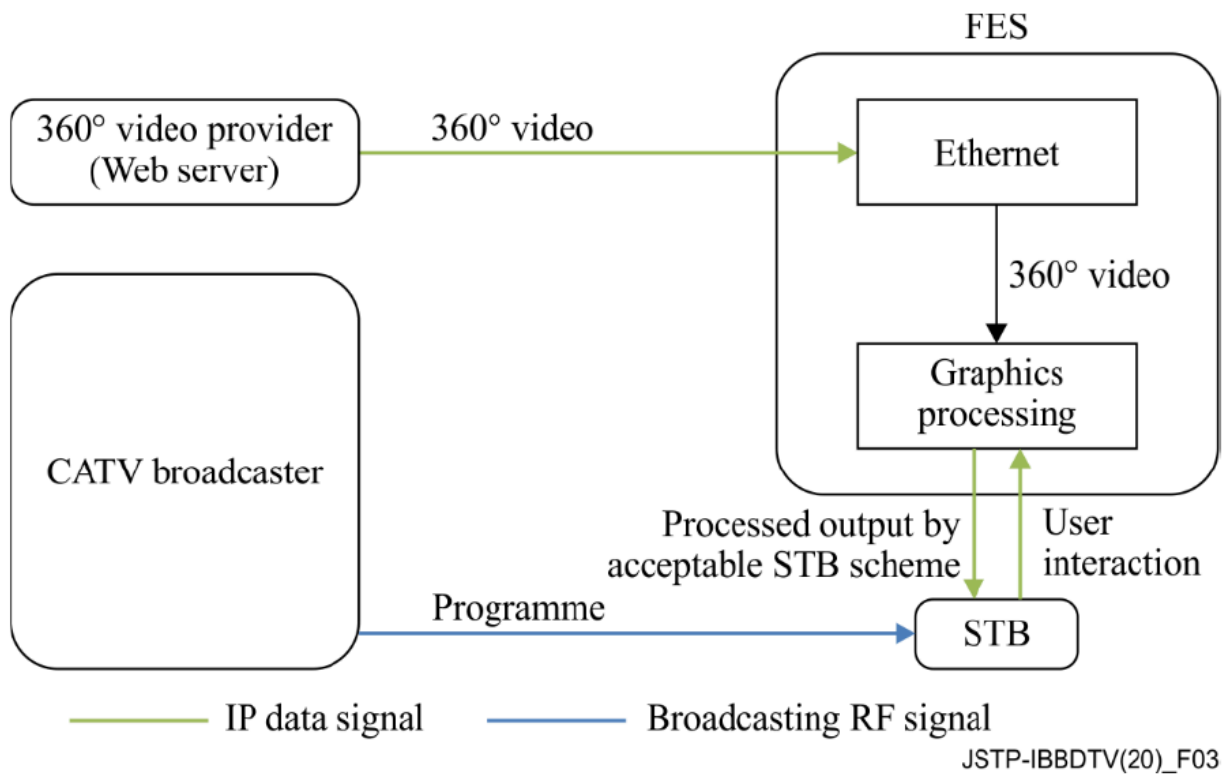 FES
360° video provider
(Web server)
360° video
Ethernet
360° video
Graphics
processing
CATV broadcaster
Processed output by
acceptable STB scheme
User
interaction
Programme
STB
IP data signal
Broadcasting RF signal
JSTP-IBBDTV(20)_F03